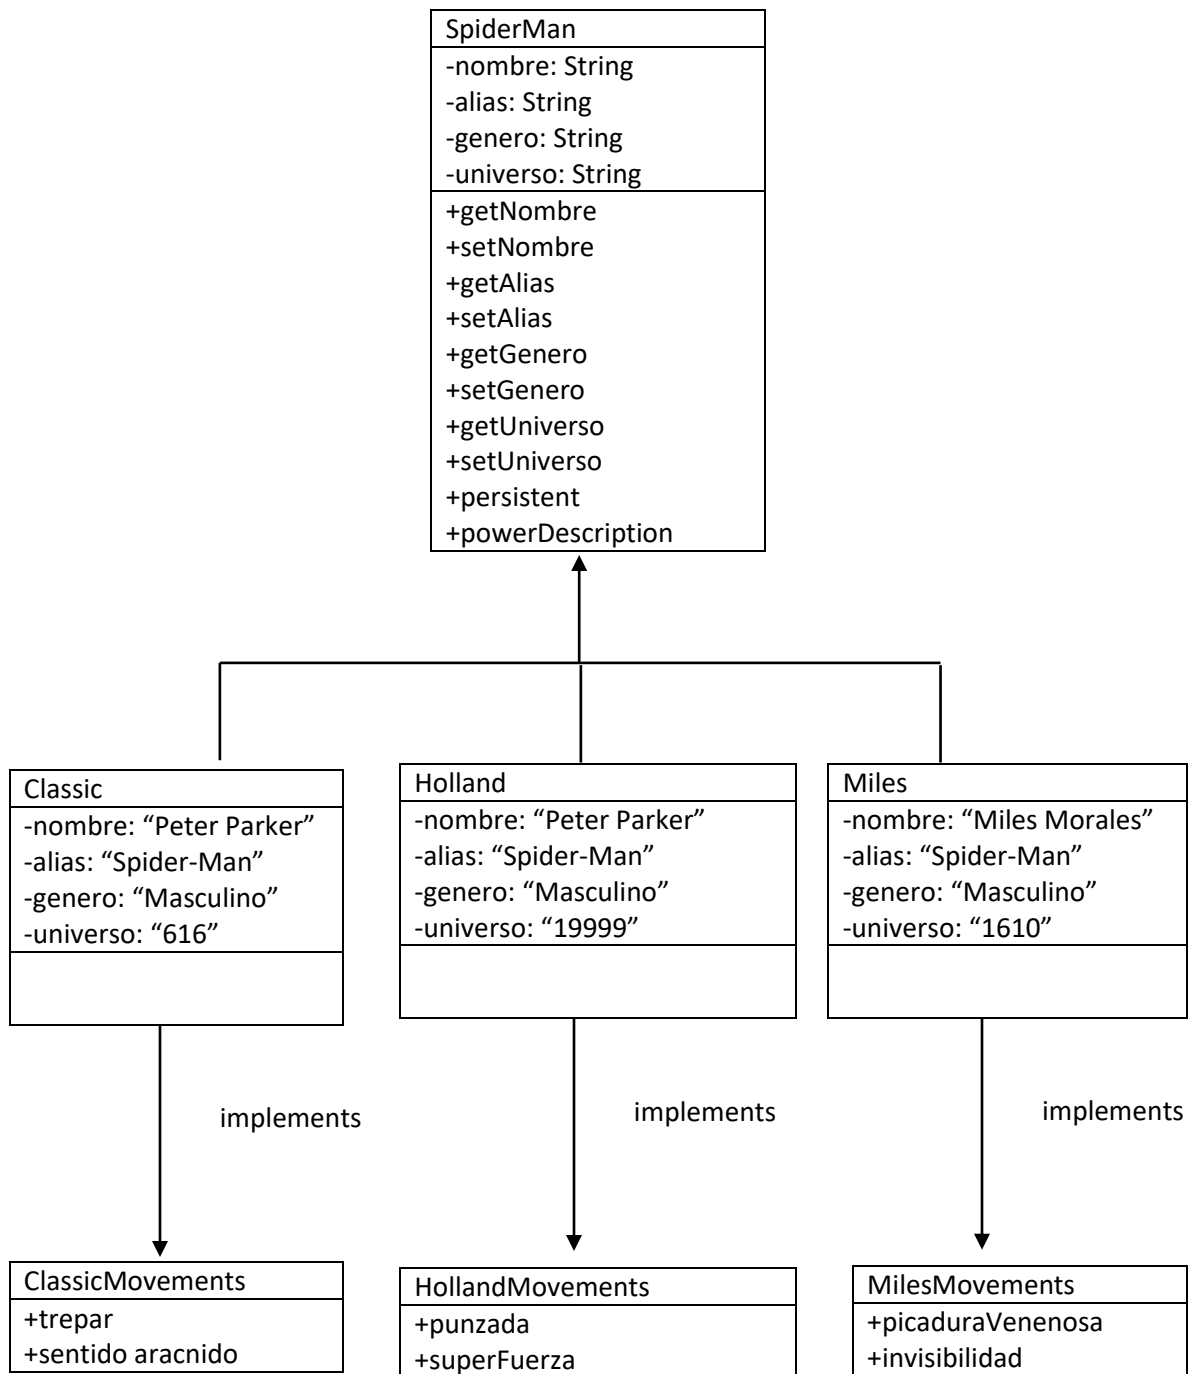 SpiderMan
-nombre: String
-alias: String
-genero: String
-universo: String
+getNombre
+setNombre
+getAlias
+setAlias
+getGenero
+setGenero
+getUniverso
+setUniverso
+persistent
+powerDescription
Classic
-nombre: “Peter Parker”
-alias: “Spider-Man”
-genero: “Masculino”
-universo: “616”
Holland
-nombre: “Peter Parker”
-alias: “Spider-Man”
-genero: “Masculino”
-universo: “19999”
Miles
-nombre: “Miles Morales”
-alias: “Spider-Man”
-genero: “Masculino”
-universo: “1610”
implements
implements
implements
ClassicMovements
+trepar
+sentido aracnido
HollandMovements
+punzada
+superFuerza
MilesMovements
+picaduraVenenosa
+invisibilidad